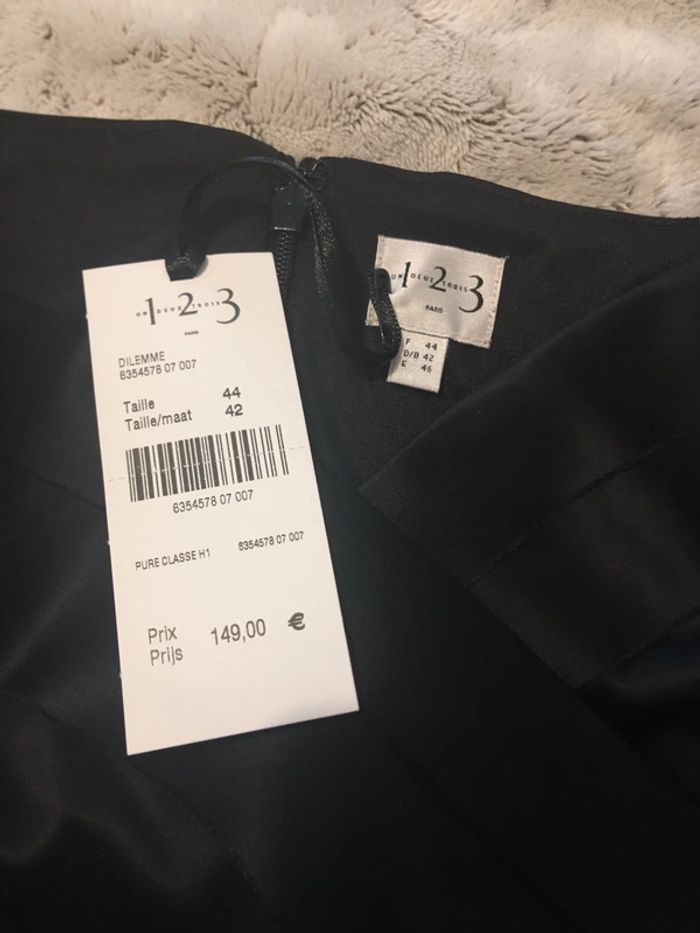 UN 1 DEUX 2 TROIS 3
PARIS
DILEMME
6354578 07 007
Taille 44
Taille/maat 42
6354578 07 007
PURE CLASSE H1 6354578 07 007
Prix 149,00 €
Prijs
UN 1 DEUX 2 TROIS 3
PARIS
F 44
D/B 42
E 46